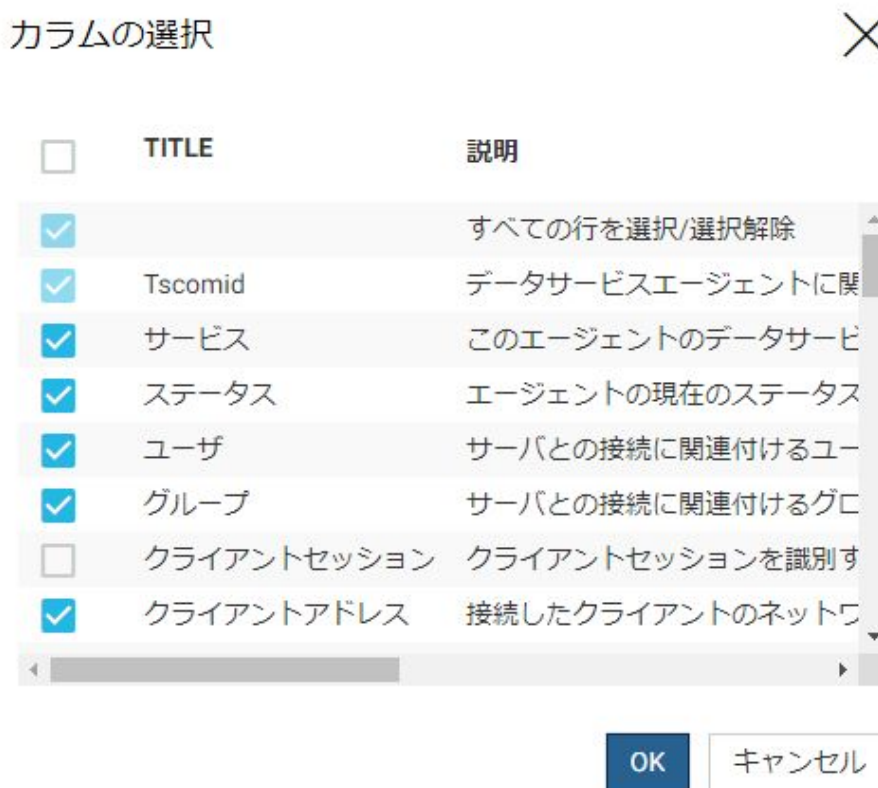 カラムの選択
TITLE 説明
すべての行を選択/選択解除
Tscomid データサービスエージェントに関
サービス このエージェントのデータサービ
ステータス エージェントの現在のステータス
ユーザ サーバとの接続に関連付けるユー
グループ サーバとの接続に関連付けるグロ
クライアントセッション クライアントセッションを識別す
クライアントアドレス 接続したクライアントのネットワ
OK キャンセル